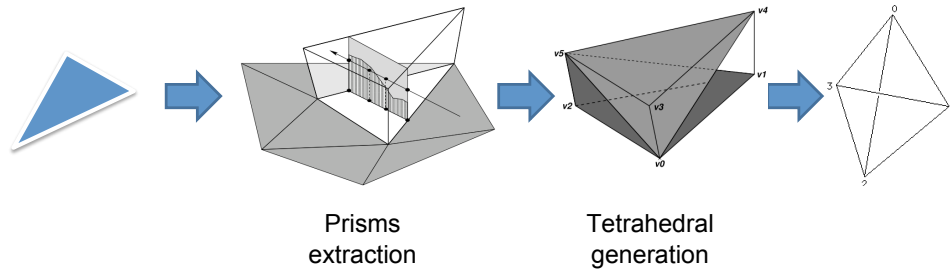 v4
0
v5
v1
3
v2
v3
2
v0
Prisms
extraction
Tetrahedral
generation